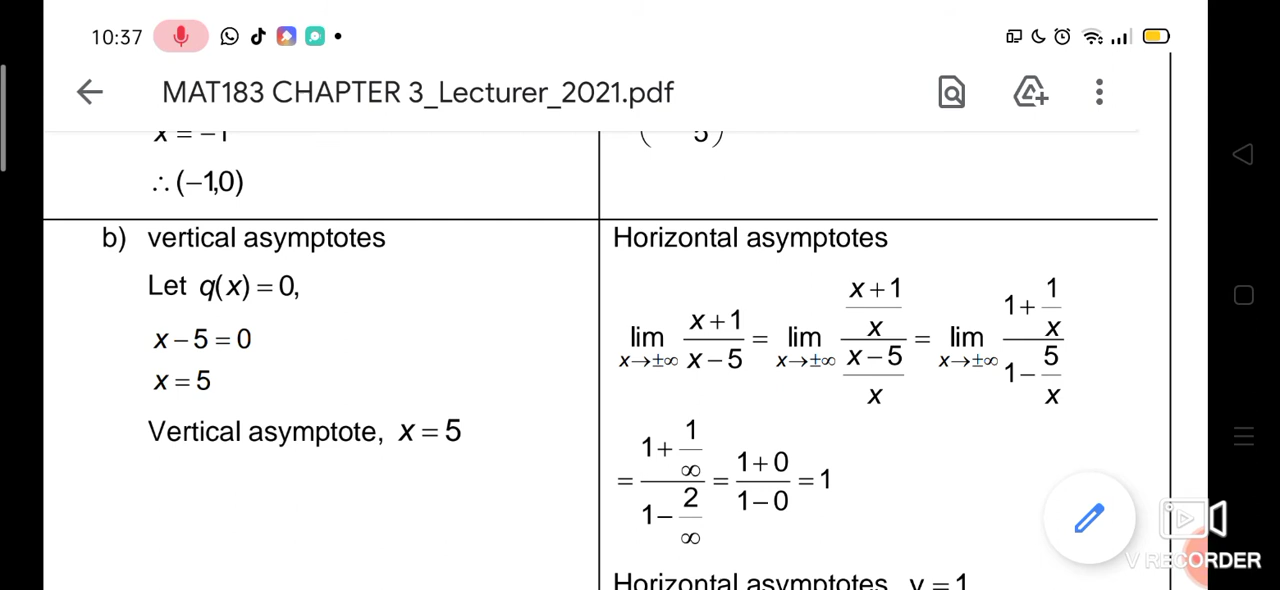 10:37
MAT183 CHAPTER 3_Lecturer_2021.pdf
x = −1
∴ (−1,0)
5)
b) vertical asymptotes
Let q(x) = 0,
x − 5 = 0
x = 5
Vertical asymptote, x = 5
Horizontal asymptotes
lim x→±∞ (x+1)/(x−5) = lim x→±∞ ((x+1)/x)/((x−5)/x) = lim x→±∞ (1+1/x)/(1−5/x)
= (1+1/∞)/(1−2/∞) = (1+0)/(1−0) = 1
Horizontal asymptotes, y = 1
V RECORDER